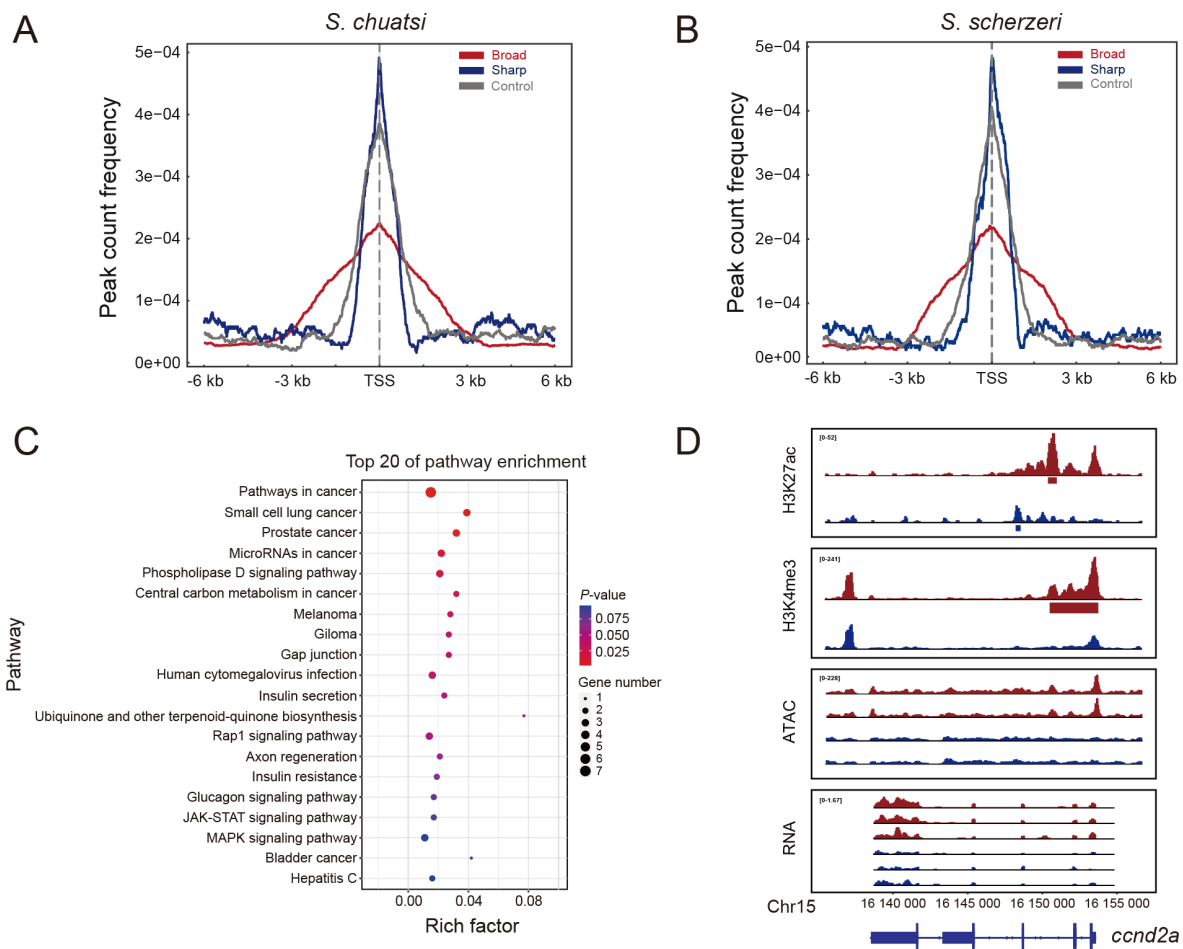 A
S. chuatsi
Peak count frequency
5e−04
4e−04
3e−04
2e−04
1e−04
0e+00
Broad
Sharp
Control
-6 kb
-3 kb
TSS
3 kb
6 kb
B
S. scherzeri
Peak count frequency
5e−04
4e−04
3e−04
2e−04
1e−04
0e+00
Broad
Sharp
Control
-6 kb
-3 kb
TSS
3 kb
6 kb
C
Top 20 of pathway enrichment
Pathway
Pathways in cancer
Small cell lung cancer
Prostate cancer
MicroRNAs in cancer
Phospholipase D signaling pathway
Central carbon metabolism in cancer
Melanoma
Giloma
Gap junction
Human cytomegalovirus infection
Insulin secretion
Ubiquinone and other terpenoid-quinone biosynthesis
Rap1 signaling pathway
Axon regeneration
Insulin resistance
Glucagon signaling pathway
JAK-STAT signaling pathway
MAPK signaling pathway
Bladder cancer
Hepatitis C
0.00
0.04
0.08
Rich factor
P-value
0.075
0.050
0.025
Gene number
1
2
3
4
5
6
7
D
H3K27ac
[0-52]
H3K4me3
[0-241]
ATAC
[0-228]
RNA
[0-1.67]
Chr15
16 140 000
16 145 000
16 150 000
16 155 000
ccnd2a